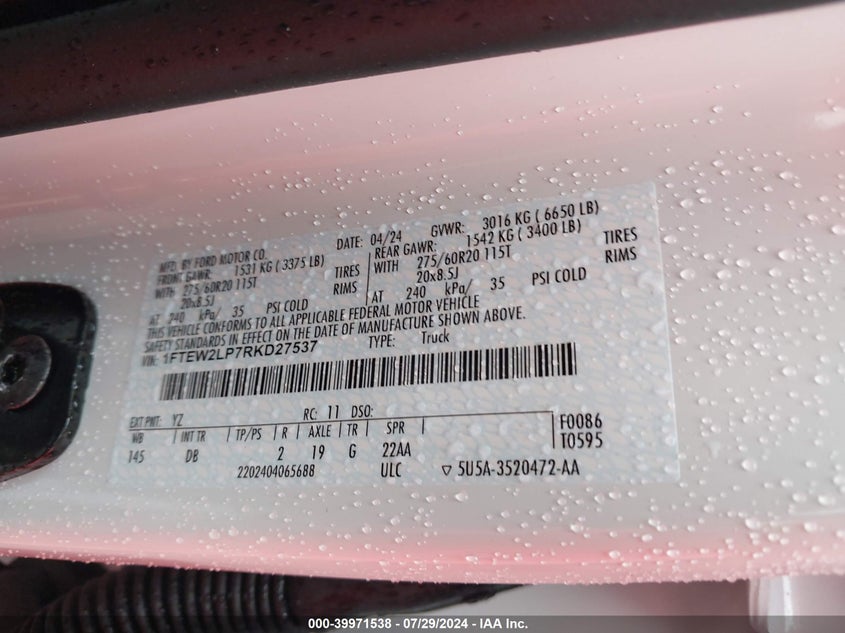 MFD. BY FORD MOTOR CO.
DATE: 04/24
GVWR: 3016 KG ( 6650 LB)
FRONT GAWR: 1531 KG ( 3375 LB)
REAR GAWR: 1542 KG ( 3400 LB)
WITH 275/60R20 115T TIRES
WITH 275/60R20 115T TIRES
20x8.5J RIMS
20x8.5J RIMS
AT 240 kPa/ 35 PSI COLD
AT 240 kPa/ 35 PSI COLD
THIS VEHICLE CONFORMS TO ALL APPLICABLE FEDERAL MOTOR VEHICLE
SAFETY STANDARDS IN EFFECT ON THE DATE OF MANUFACTURE SHOWN ABOVE.
VIN: 1FTEW2LP7RKD27537
TYPE: Truck
EXT PNT: YZ RC: 11 DSO: F0086
WB INT TR TP/PS R AXLE TR SPR T0595
145 DB 2 19 G 22AA
2202404065688 ULC ▽ 5U5A-3520472-AA
000-39971538 - 07/29/2024 - IAA Inc.